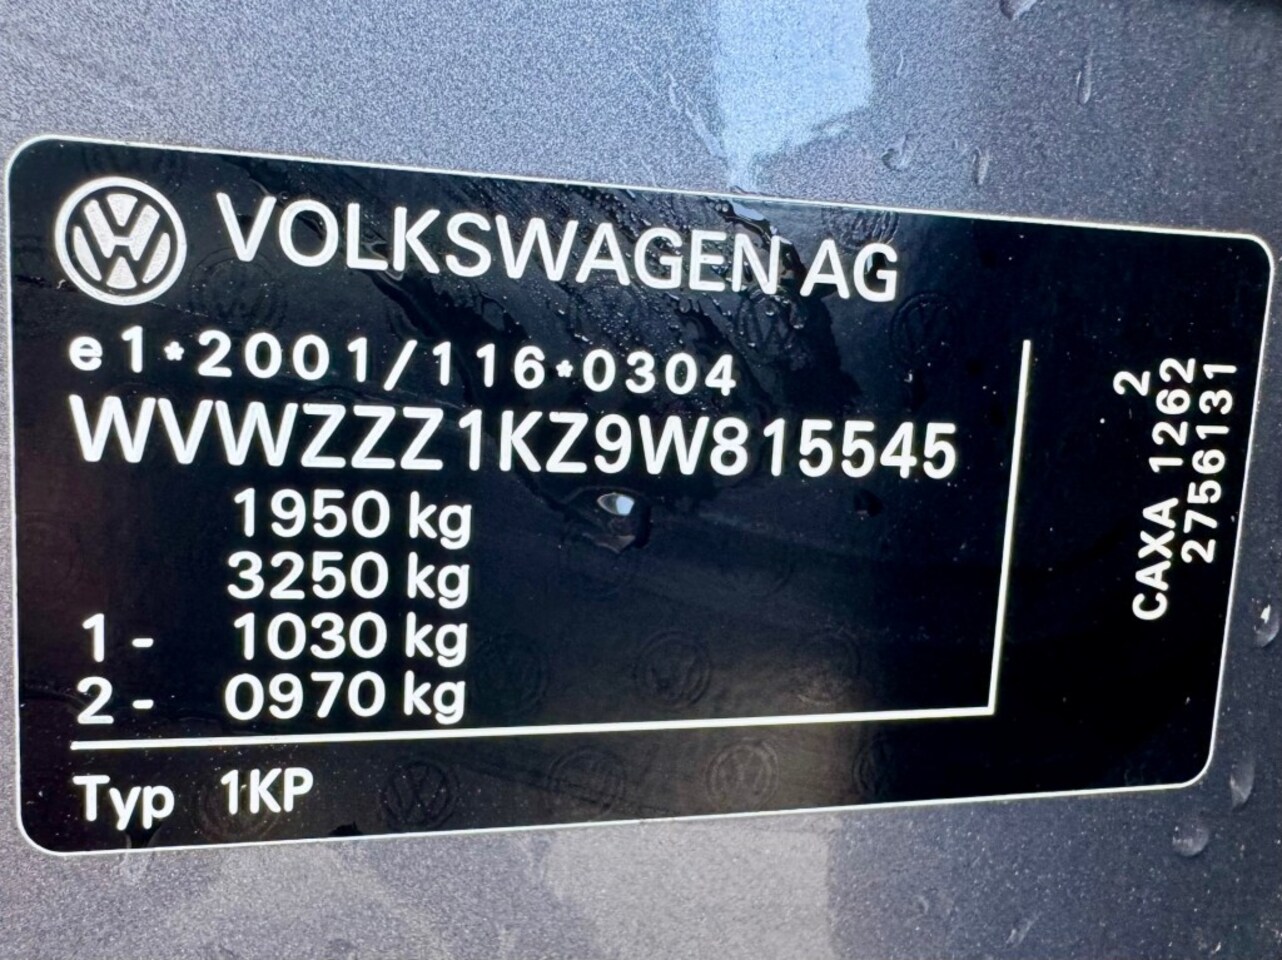 VOLKSWAGEN AG
e1*2001/116*0304
WVWZZZ1KZ9W815545
1950 kg
3250 kg
1 - 1030 kg
2 - 0970 kg
Typ 1KP
2
CAXA 1262
27561131